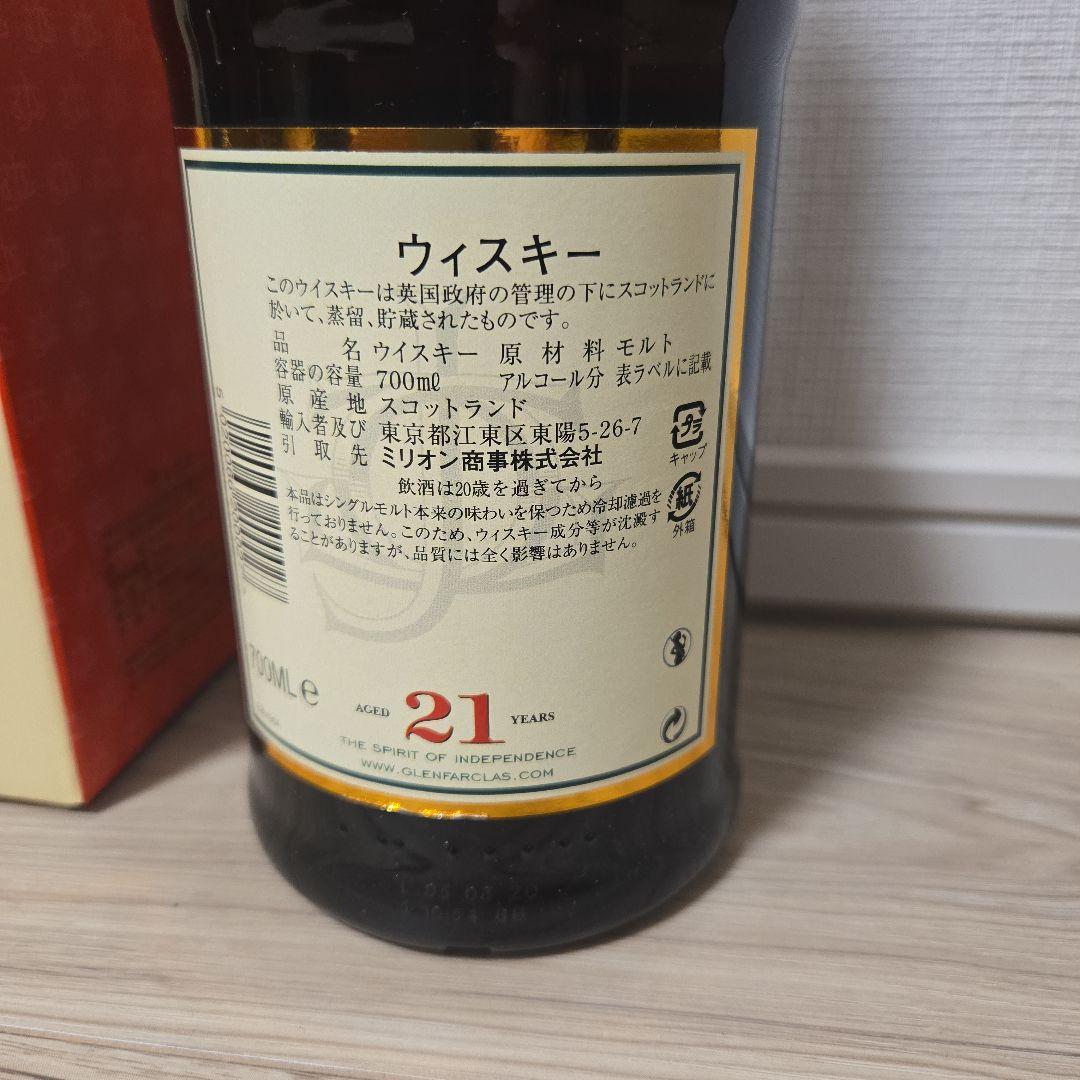 ウィスキー
このウイスキーは英国政府の管理の下にスコットランドに
於いて、蒸留、貯蔵されたものです。
品名 ウイスキー 原材料 モルト
容器の容量 700mℓ アルコール分 表ラベルに記載
原産地 スコットランド
輸入者及び 東京都江東区東陽5-26-7
引取先 ミリオン商事株式会社
飲酒は20歳を過ぎてから
本品はシングルモルト本来の味わいを保つため冷却濾過を
行っておりません。このため、ウィスキー成分等が沈澱す
ることがありますが、品質には全く影響はありません。
プラ
キャップ
紙
外箱
700ML e
AGED 21 YEARS
THE SPIRIT OF INDEPENDENCE
WWW.GLENFARCLAS.COM